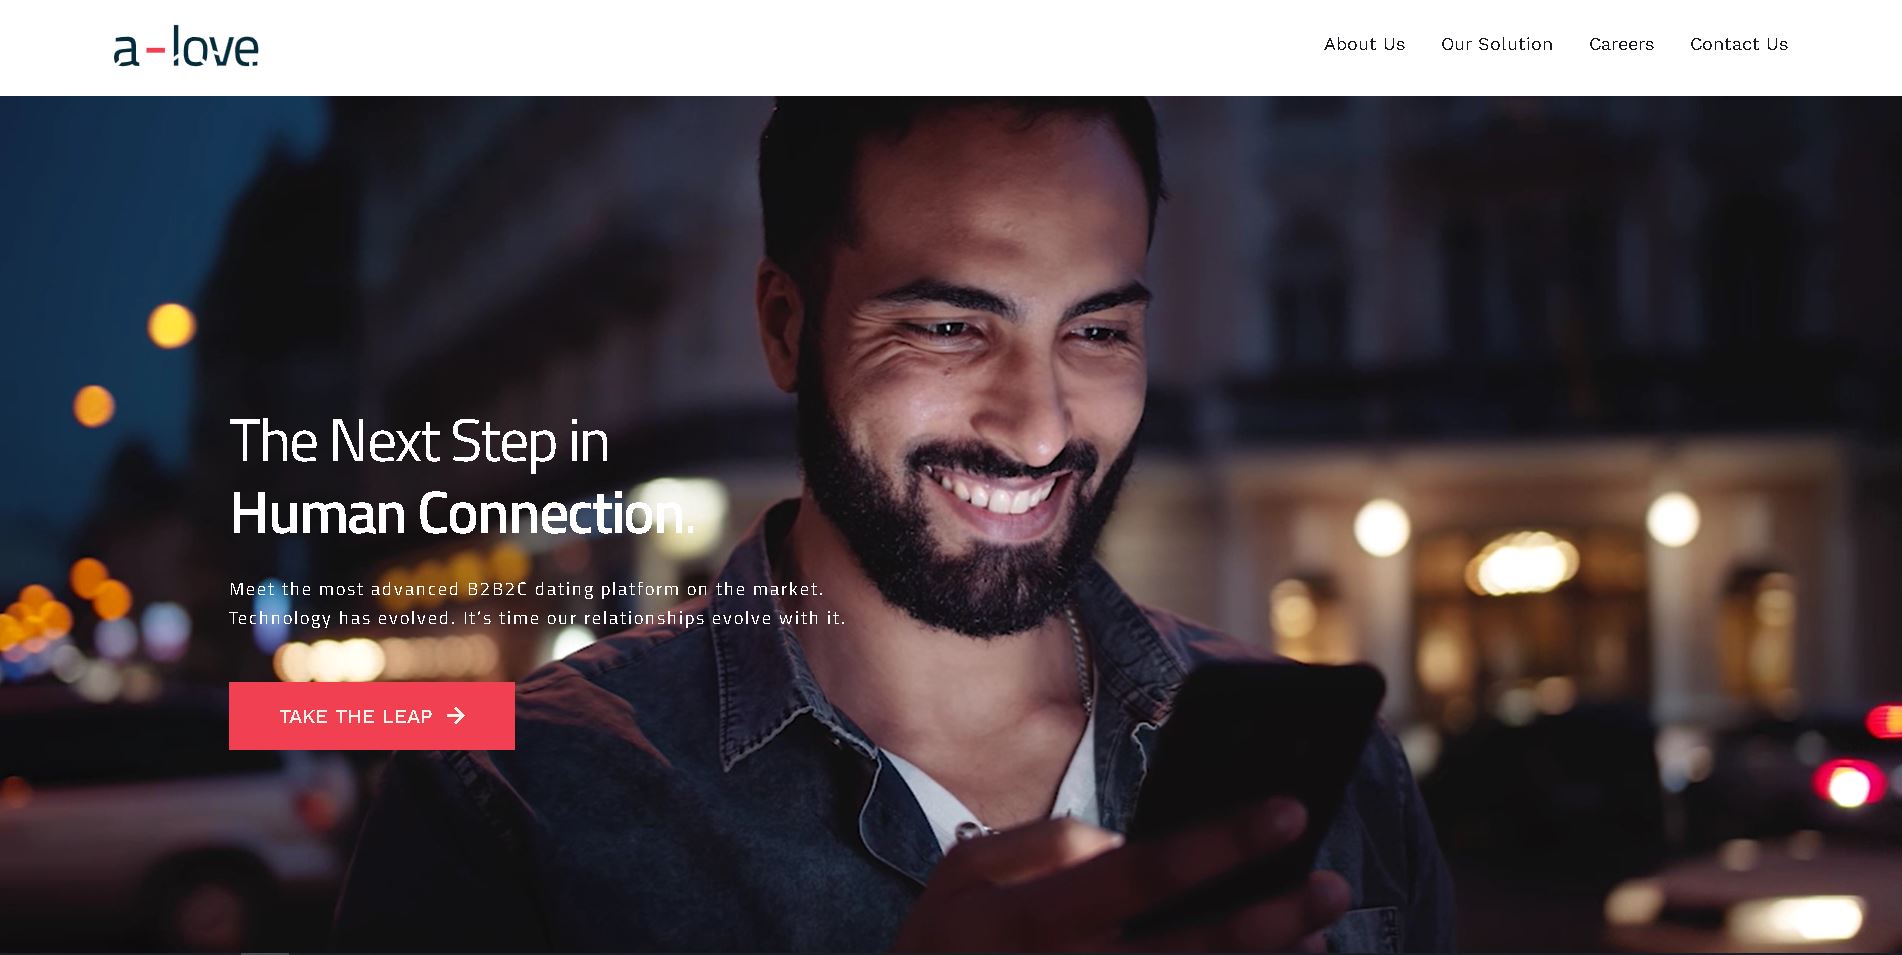 a-love
About Us
Our Solution
Careers
Contact Us
The Next Step in
Human Connection.
Meet the most advanced B2B2C dating platform on the market.
Technology has evolved. It's time our relationships evolve with it.
TAKE THE LEAP